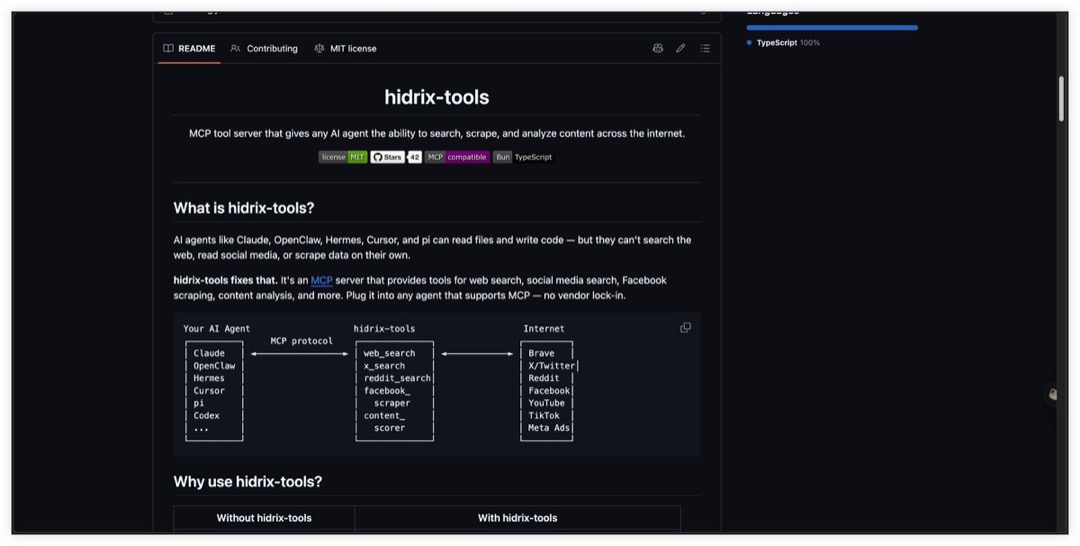 README Contributing MIT license
TypeScript 100%
hidrix-tools
MCP tool server that gives any AI agent the ability to search, scrape, and analyze content across the internet.
license MIT Stars 42 MCP compatible Bun TypeScript
What is hidrix-tools?
AI agents like Claude, OpenClaw, Hermes, Cursor, and pi can read files and write code — but they can't search the
web, read social media, or scrape data on their own.
hidrix-tools fixes that. It's an MCP server that provides tools for web search, social media search, Facebook
scraping, content analysis, and more. Plug it into any agent that supports MCP — no vendor lock-in.
Your AI Agent hidrix-tools Internet
MCP protocol
Claude web_search Brave
OpenClaw x_search X/Twitter
Hermes reddit_search Reddit
Cursor facebook_ Facebook
pi scraper YouTube
Codex content_ TikTok
... scorer Meta Ads
Why use hidrix-tools?
Without hidrix-tools With hidrix-tools